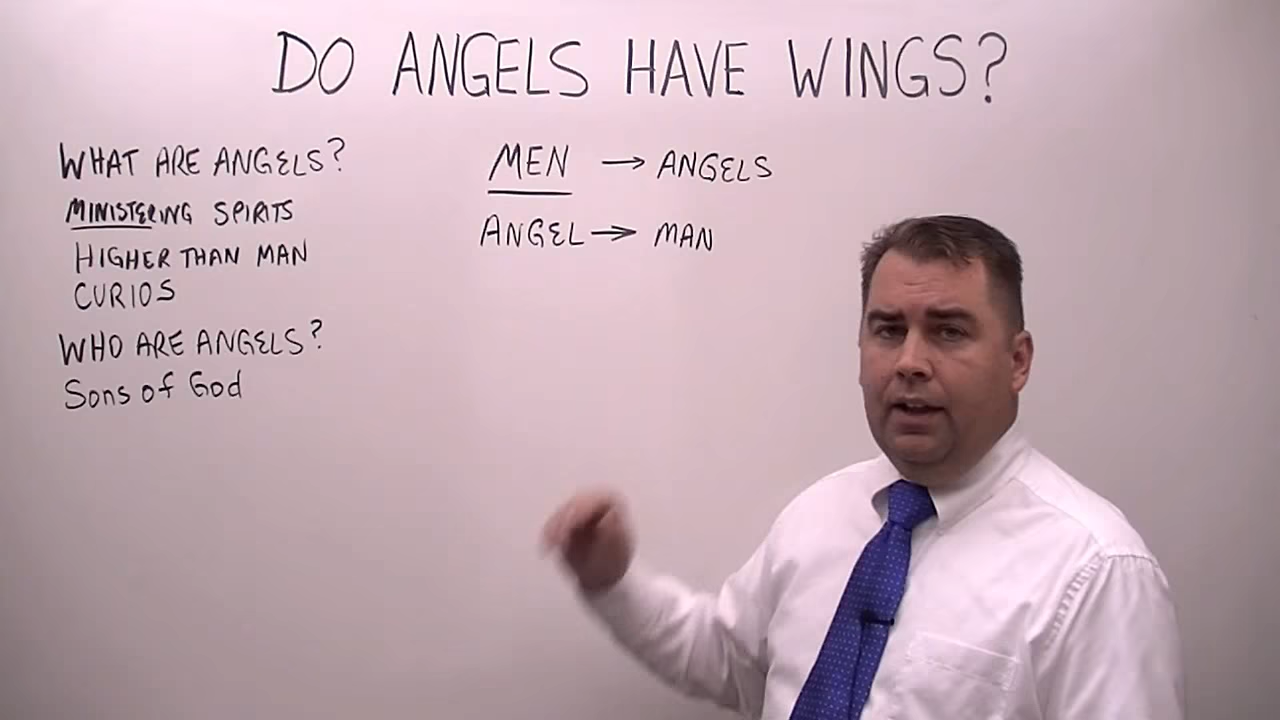 DO ANGELS HAVE WINGS?
WHAT ARE ANGELS?
MINISTERING SPIRITS
HIGHER THAN MAN
CURIOS
WHO ARE ANGELS?
Sons of God
MEN → ANGELS
ANGEL → MAN